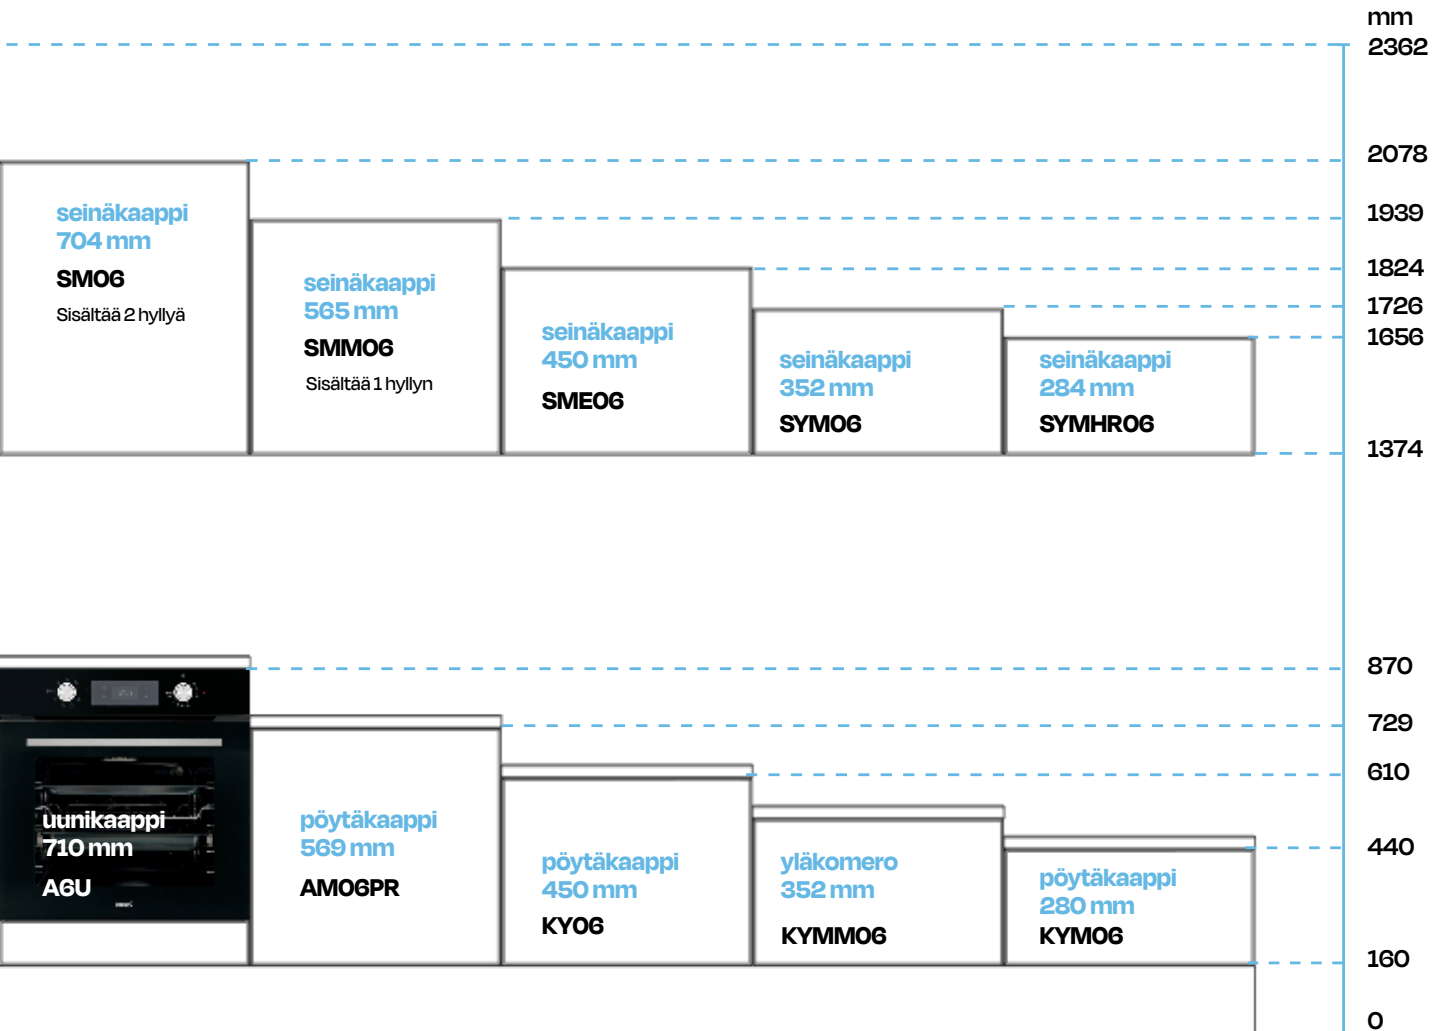 mm
2362
2078
1939
1824
1726
1656
1374
870
729
610
440
160
0
seinäkaappi
704 mm
SM06
Sisältää 2 hyllyä
seinäkaappi
565 mm
SMM06
Sisältää 1 hyllyn
seinäkaappi
450 mm
SME06
seinäkaappi
352 mm
SYM06
seinäkaappi
284 mm
SYMHR06
uunikaappi
710 mm
A6U
pöytäkaappi
569 mm
AM06PR
pöytäkaappi
450 mm
KY06
yläkomero
352 mm
KYMM06
pöytäkaappi
280 mm
KYM06